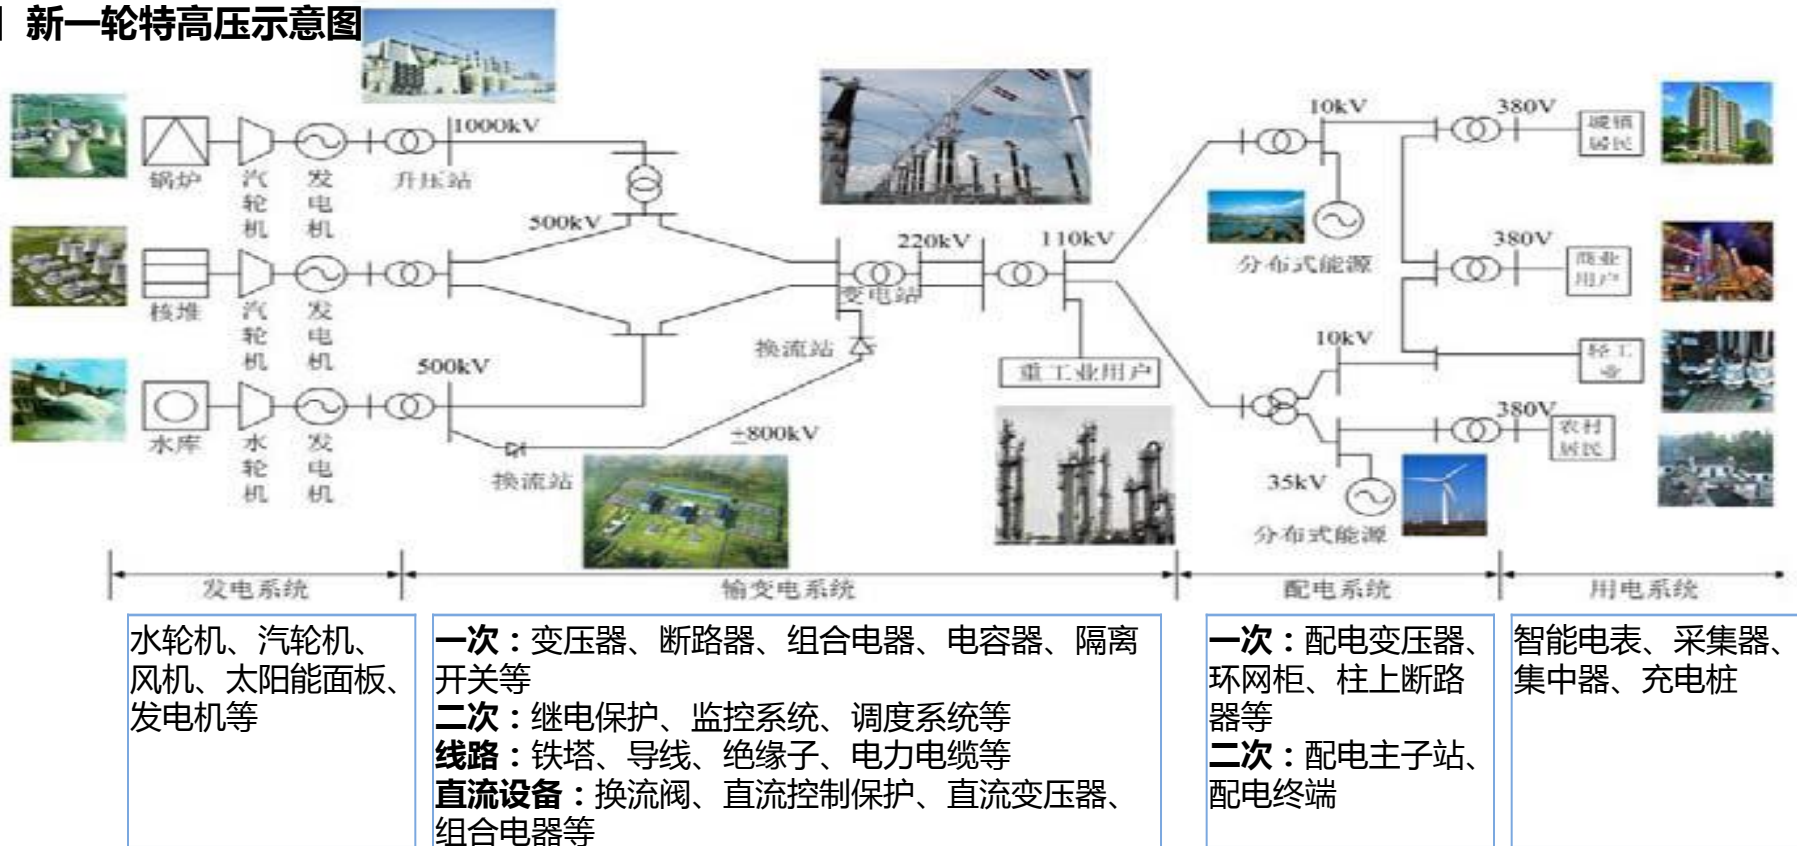 新一轮特高压示意图
1000kV
10kV
380V
城镇
居民
锅炉
汽轮机
发电机
升压站
500kV
220kV
110kV
分布式能源
380V
商业
用户
变电站
核堆
汽轮机
发电机
换流站
重工业用户
10kV
轻工
业
500kV
±800kV
380V
农村
居民
水库
水轮机
发电机
换流站
35kV
分布式能源
发电系统
输变电系统
配电系统
用电系统
水轮机、汽轮机、
风机、太阳能面板、
发电机等
一次：变压器、断路器、组合电器、电容器、隔离
开关等
二次：继电保护、监控系统、调度系统等
线路：铁塔、导线、绝缘子、电力电缆等
直流设备：换流阀、直流控制保护、直流变压器、
组合电器等
一次：配电变压器、
环网柜、柱上断路
器等
二次：配电主子站、
配电终端
智能电表、采集器、
集中器、充电桩